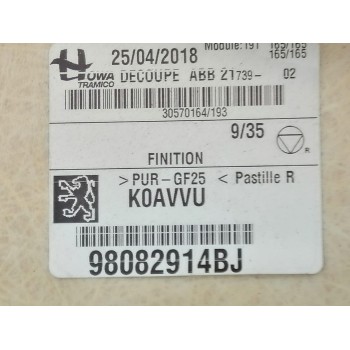 Module: 191 165/165
25/04/2018 165/165
HOWA
TRAMICO
DECOUPE ABB 21739- 02
30570164/193
9/35
FINITION
>PUR-GF25 < Pastille R
K0AVVU
98082914BJ